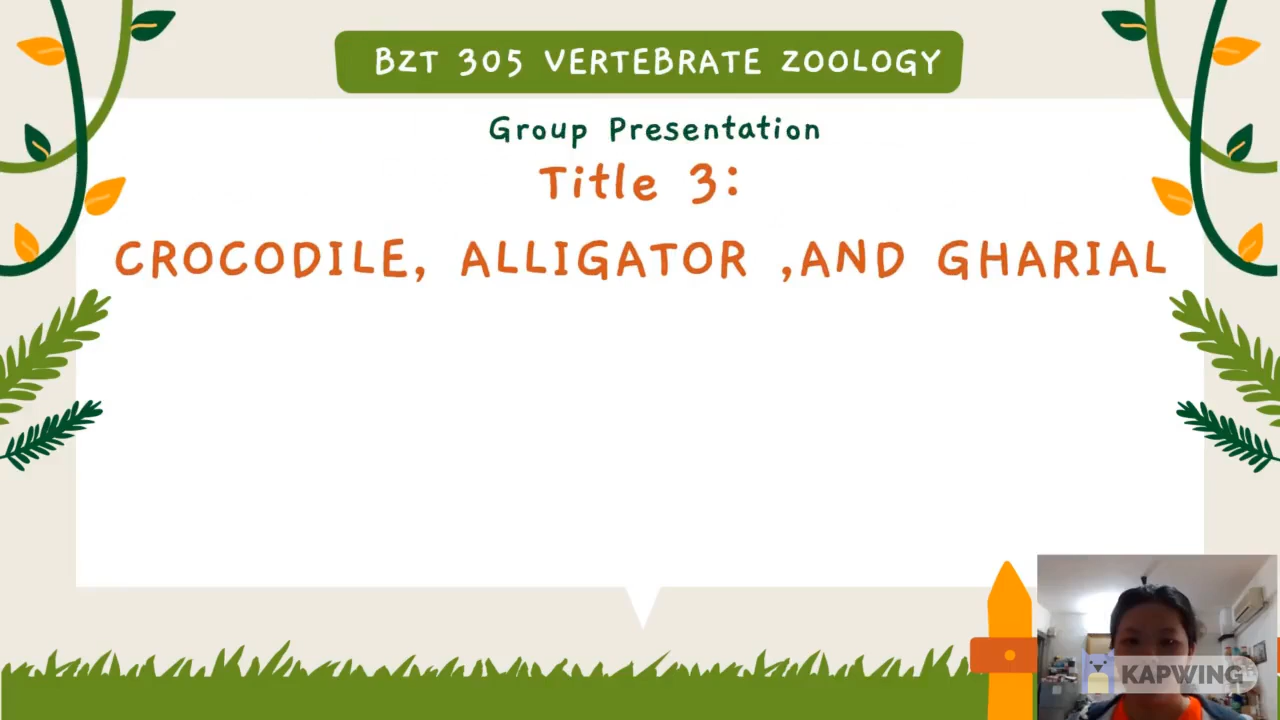 BZT 305 VERTEBRATE ZOOLOGY
Group Presentation
Title 3:
CROCODILE, ALLIGATOR ,AND GHARIAL
KAPWING